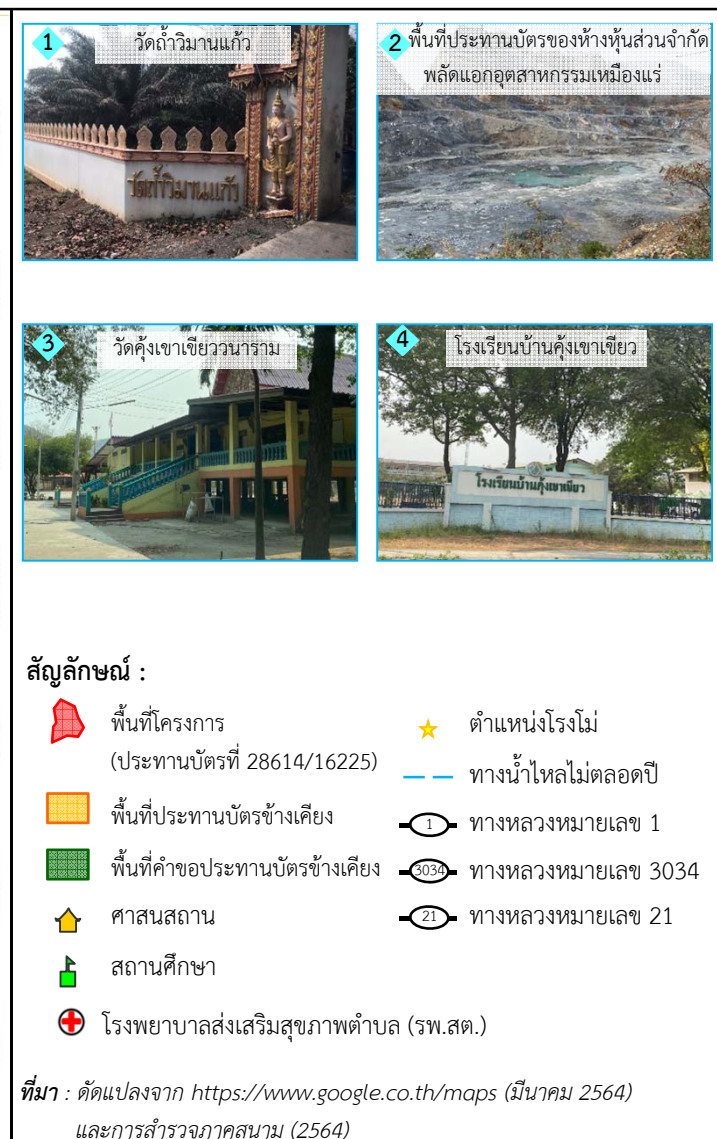 1
วัดถ้ำวิมานแก้ว
วัดถ้ำวิมานแก้ว
2
พื้นที่ประทานบัตรของห้างหุ้นส่วนจำกัด
พลัดแอกอุตสาหกรรมเหมืองแร่
3
วัดคุ้งเขาเขียววนาราม
4
โรงเรียนบ้านคุ้งเขาเขียว
โรงเรียนบ้านคุ้งเขาเขียว
สัญลักษณ์ :
พื้นที่โครงการ
(ประทานบัตรที่ 28614/16225)
พื้นที่ประทานบัตรข้างเคียง
พื้นที่คำขอประทานบัตรข้างเคียง
ศาสนสถาน
สถานศึกษา
โรงพยาบาลส่งเสริมสุขภาพตำบล (รพ.สต.)
ตำแหน่งโรงโม่
ทางน้ำไหลไม่ตลอดปี
1 ทางหลวงหมายเลข 1
3034 ทางหลวงหมายเลข 3034
21 ทางหลวงหมายเลข 21
ที่มา : ดัดแปลงจาก https://www.google.co.th/maps (มีนาคม 2564)
และการสำรวจภาคสนาม (2564)